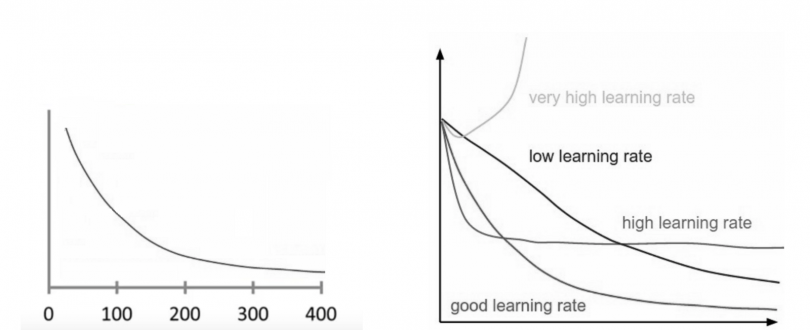 very high learning rate
low learning rate
high learning rate
good learning rate
0 100 200 300 400